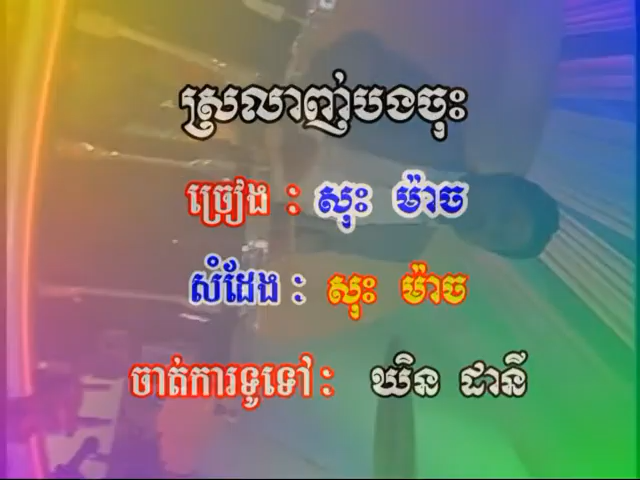 ស្រលាញ់បងចុះ
ច្រៀង : សុះ ម៉ាច
សំដែង : សុះ ម៉ាច
ចាត់ការទូទៅ : ឃិន ដានី